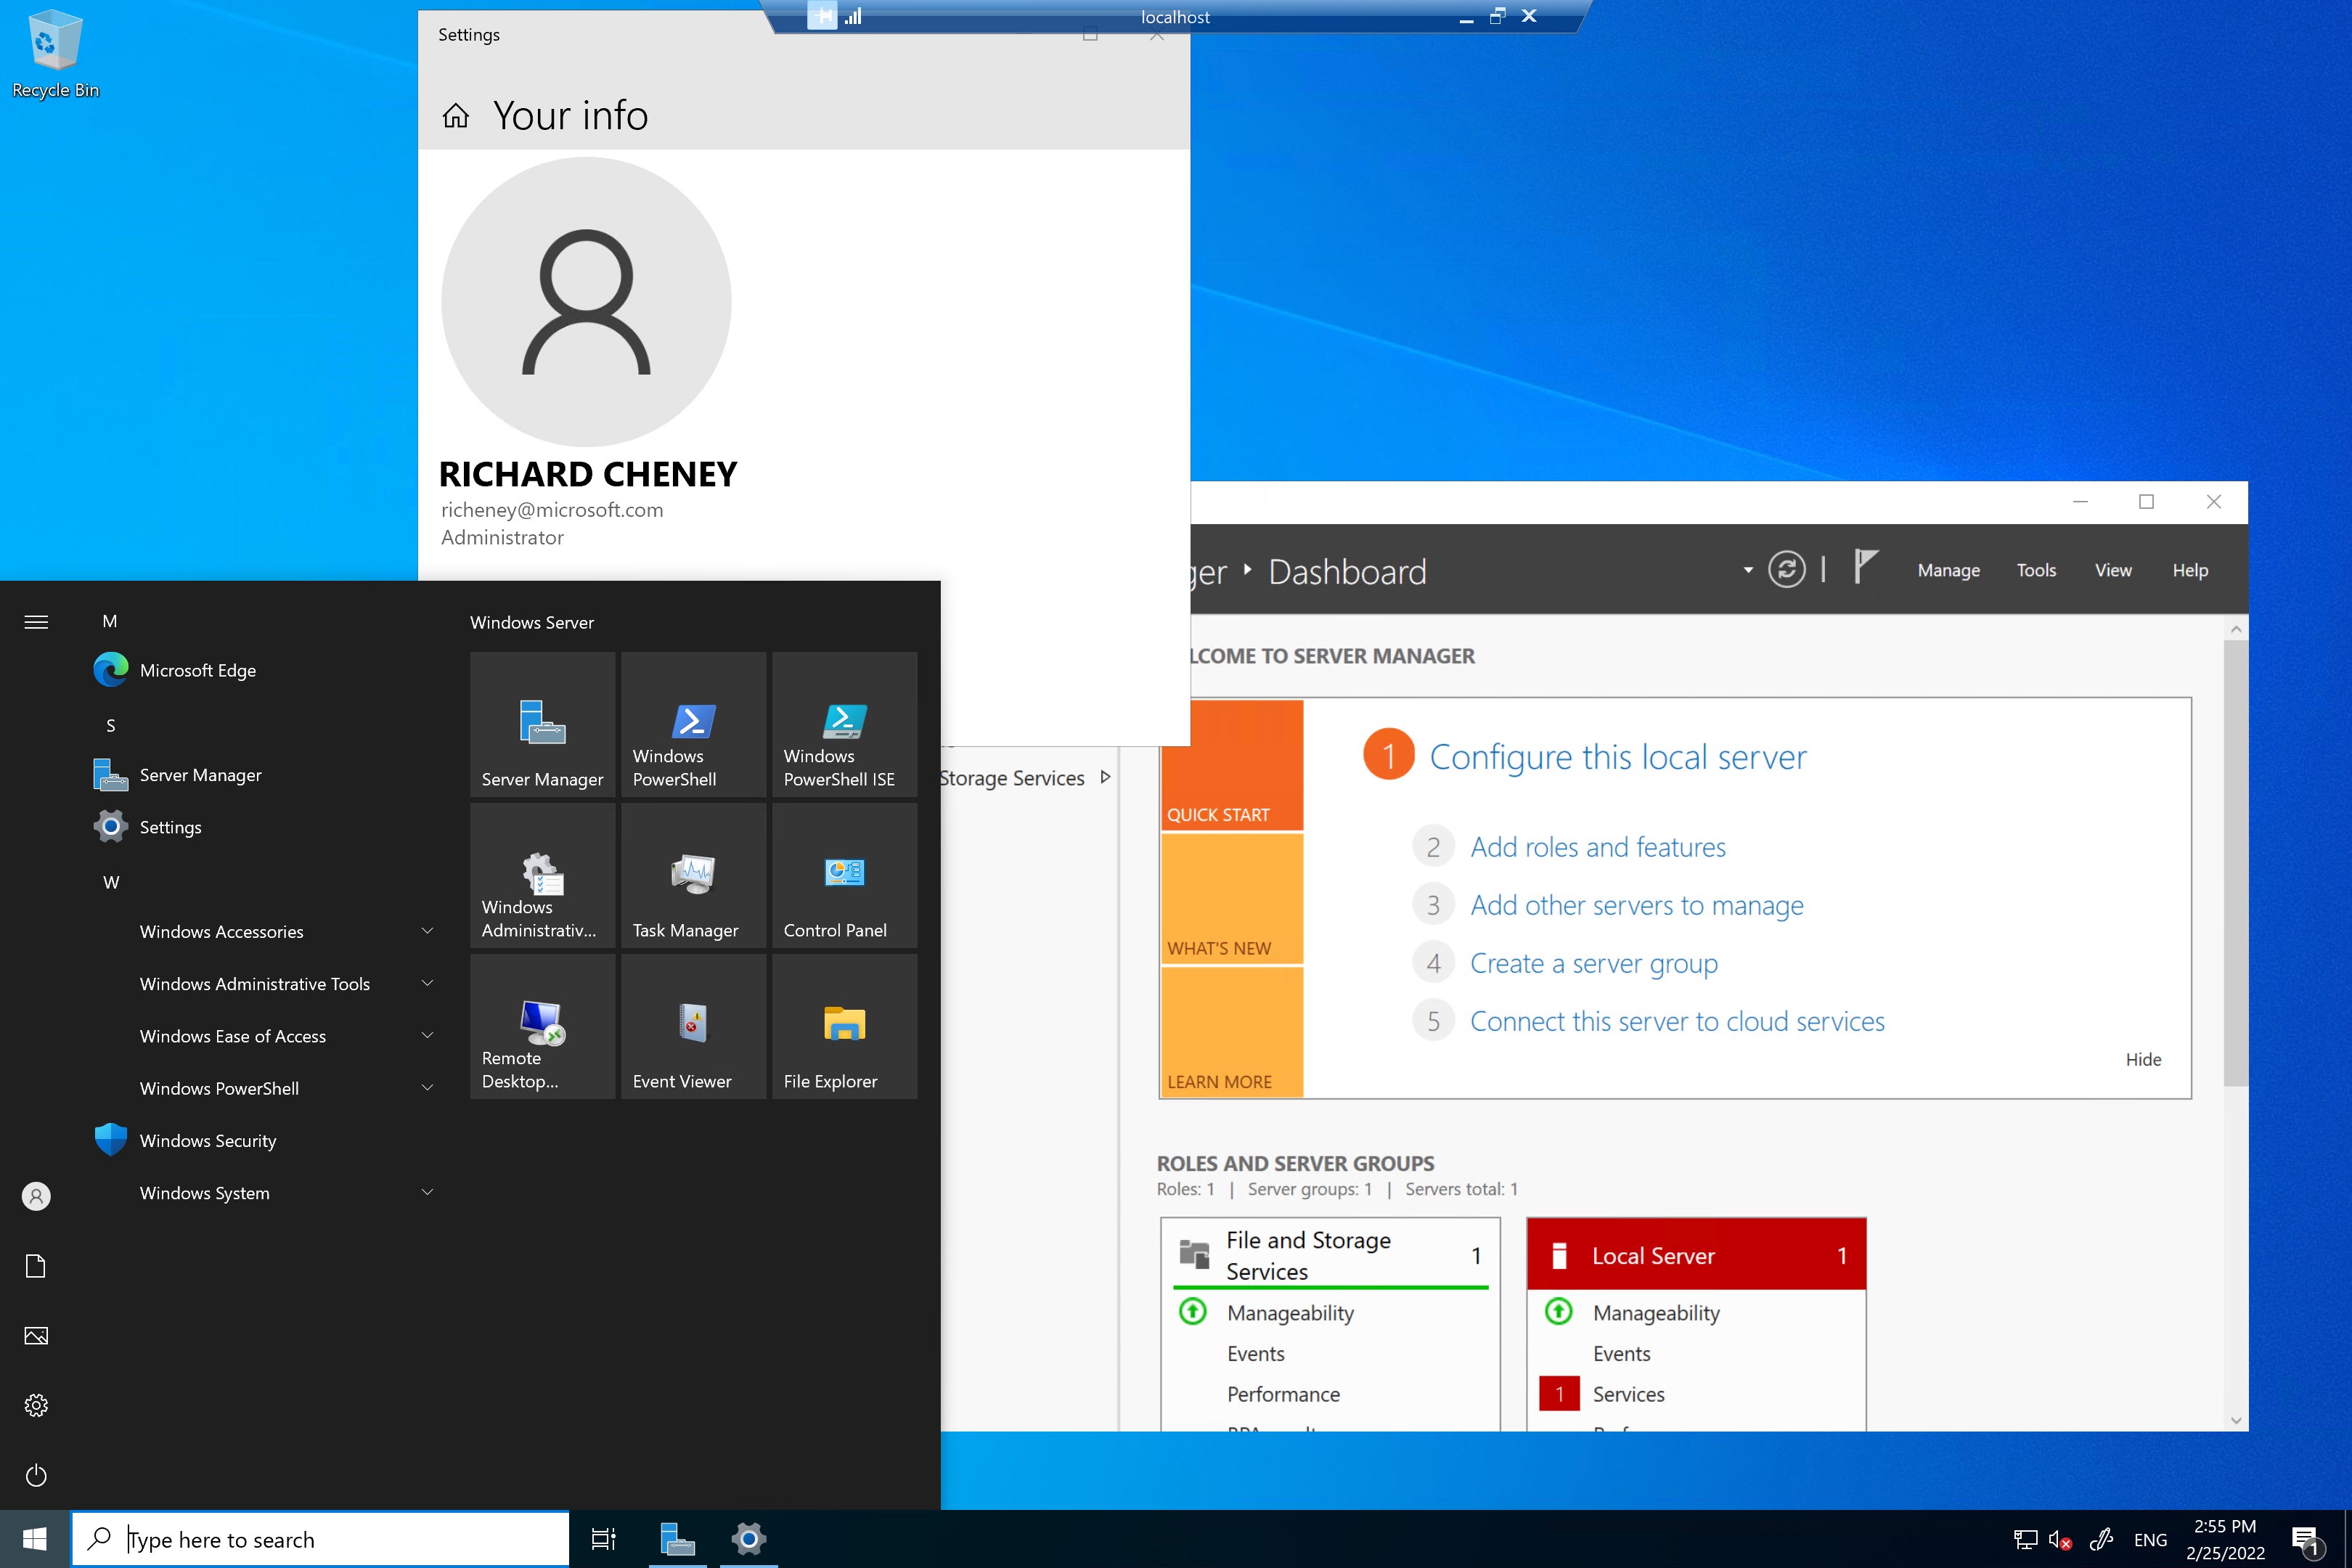 localhost
Recycle Bin
Settings
Your info
RICHARD CHENEY
richeney@microsoft.com
Administrator
M
Microsoft Edge
S
Server Manager
Settings
W
Windows Accessories
Windows Administrative Tools
Windows Ease of Access
Windows PowerShell
Windows Security
Windows System
Windows Server
Server Manager
Windows
PowerShell
Windows
PowerShell ISE
Windows
Administrativ...
Task Manager
Control Panel
Remote
Desktop...
Event Viewer
File Explorer
ger
Dashboard
Manage
Tools
View
Help
LCOME TO SERVER MANAGER
Storage Services
QUICK START
WHAT'S NEW
LEARN MORE
1 Configure this local server
2 Add roles and features
3 Add other servers to manage
4 Create a server group
5 Connect this server to cloud services
Hide
ROLES AND SERVER GROUPS
Roles: 1 | Server groups: 1 | Servers total: 1
File and Storage
Services
1
Manageability
Events
Performance
Local Server 1
Manageability
Events
1 Services
Type here to search
ENG
2:55 PM
2/25/2022
1